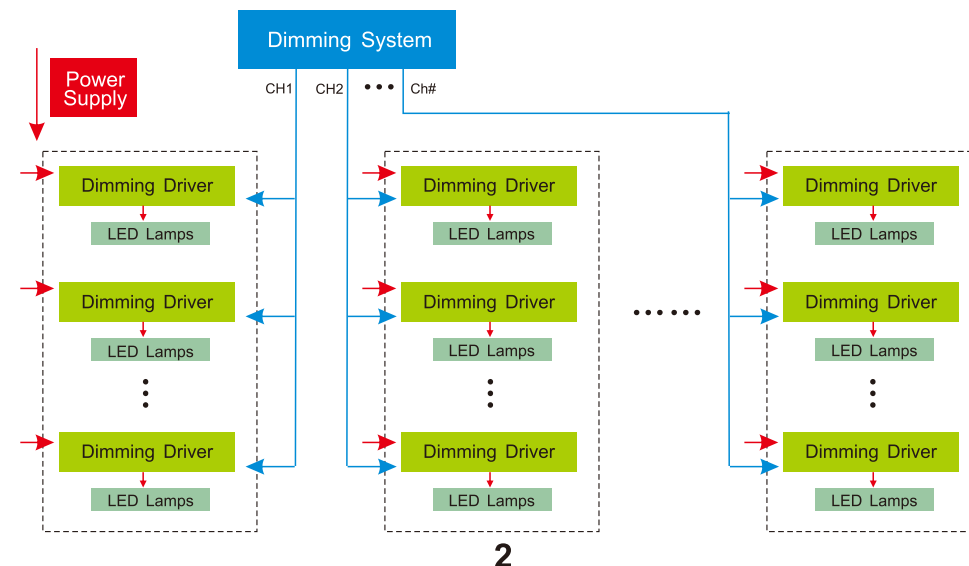 Dimming System
Power
Supply
CH1 CH2 ••• Ch#
Dimming Driver Dimming Driver Dimming Driver
LED Lamps LED Lamps LED Lamps
Dimming Driver Dimming Driver •••••• Dimming Driver
LED Lamps LED Lamps LED Lamps
Dimming Driver Dimming Driver Dimming Driver
LED Lamps LED Lamps LED Lamps
2